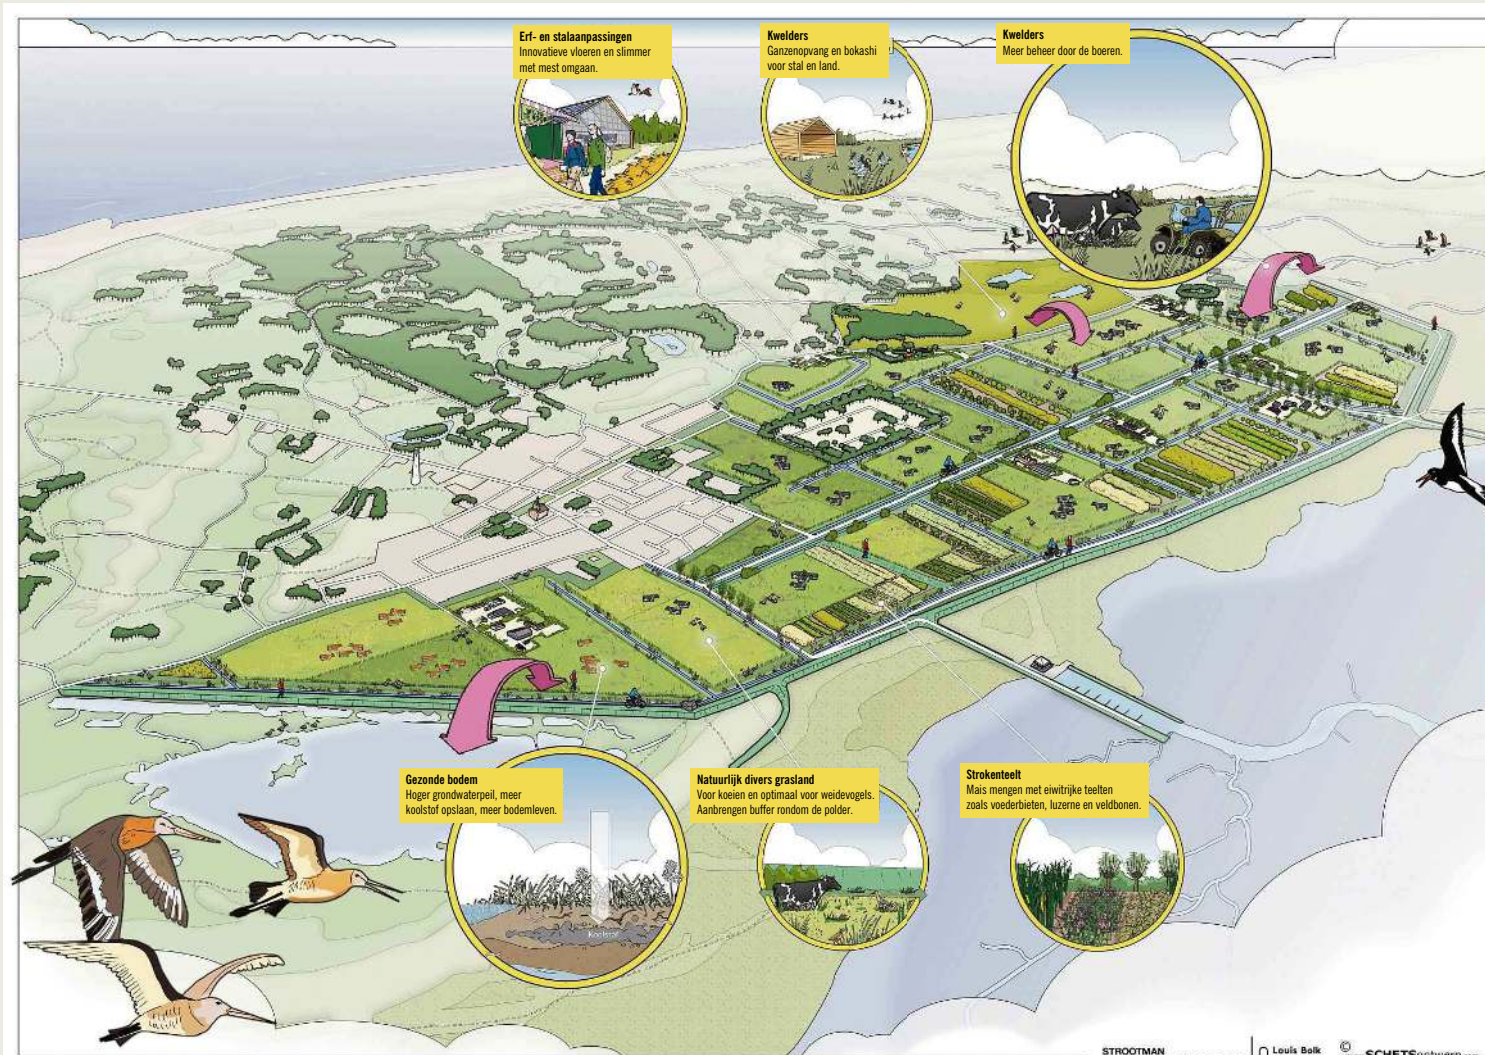 Erf- en stalaanpassingen
Innovatieve vloeren en slimmer
met mest omgaan.
Kwelders
Ganzenopvang en bokashi
voor stal en land.
Kwelders
Meer beheer door de boeren.
Gezonde bodem
Hoger grondwaterpeil, meer
koolstof opslaan, meer bodemleven.
Koolstof
Natuurlijk divers grasland
Voor koeien en optimaal voor weidevogels.
Aanbrengen buffer rondom de polder.
Strokenteelt
Mais mengen met eiwitrijke teelten
zoals voederbieten, luzerne en veldbonen.
STROOTMAN
Louis Bolk
©
SCHETSontwerp